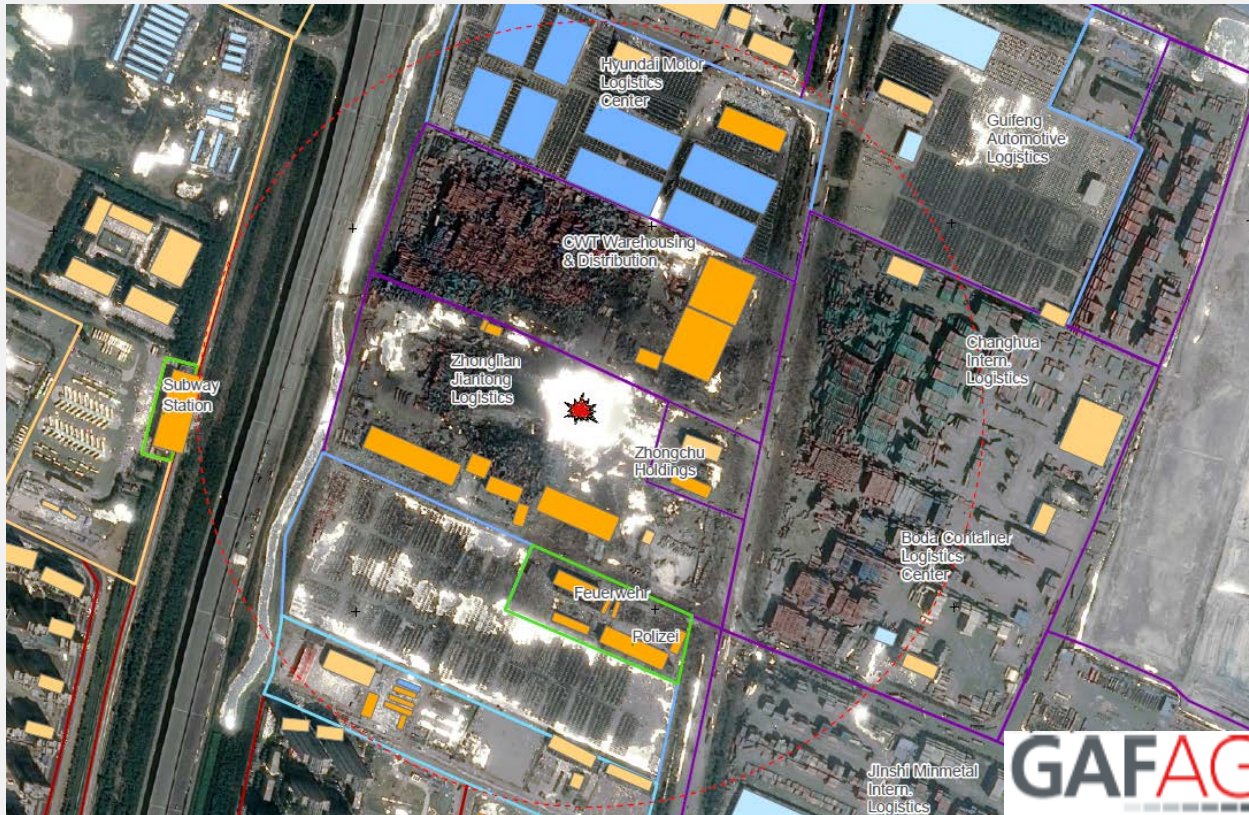 Hyundai Motor
Logistics
Center
Guifeng
Automotive
Logistics
CWT Warehousing
& Distribution
Zhonglian
Jiantong
Logistics
Changhua
Intern.
Logistics
Subway
Station
Zhongchu
Holdings
Boda Container
Logistics
Center
Feuerwehr
Polizei
Jinshi Minmetal
Intern.
Logistics
GAFAG